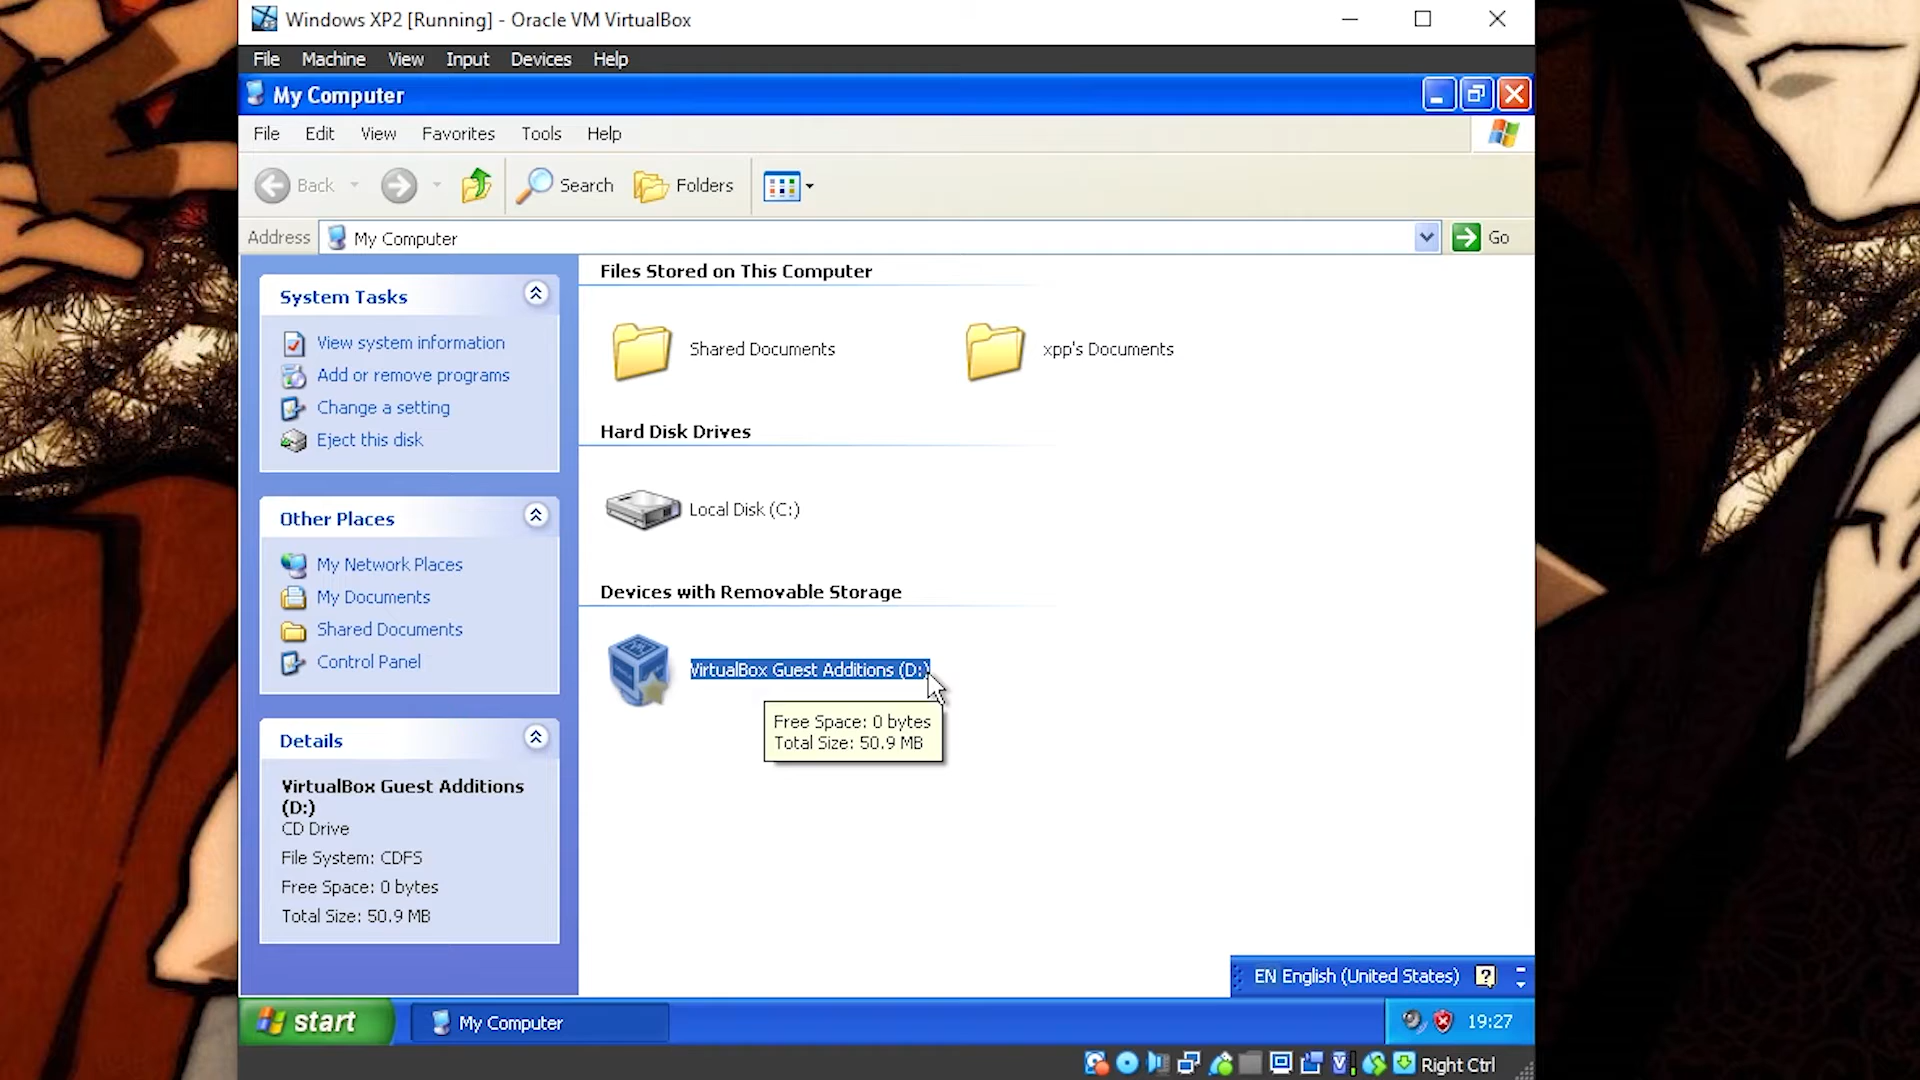 Windows XP2 [Running] - Oracle VM VirtualBox
File Machine View Input Devices Help
My Computer
File Edit View Favorites Tools Help
Back Search Folders
Address My Computer Go
System Tasks
View system information
Add or remove programs
Change a setting
Eject this disk
Other Places
My Network Places
My Documents
Shared Documents
Control Panel
Details
VirtualBox Guest Additions
(D:)
CD Drive
File System: CDFS
Free Space: 0 bytes
Total Size: 50.9 MB
Files Stored on This Computer
Shared Documents xpp's Documents
Hard Disk Drives
Local Disk (C:)
Devices with Removable Storage
VirtualBox Guest Additions (D:)
Free Space: 0 bytes
Total Size: 50.9 MB
EN English (United States)
start My Computer 19:27
Right Ctrl